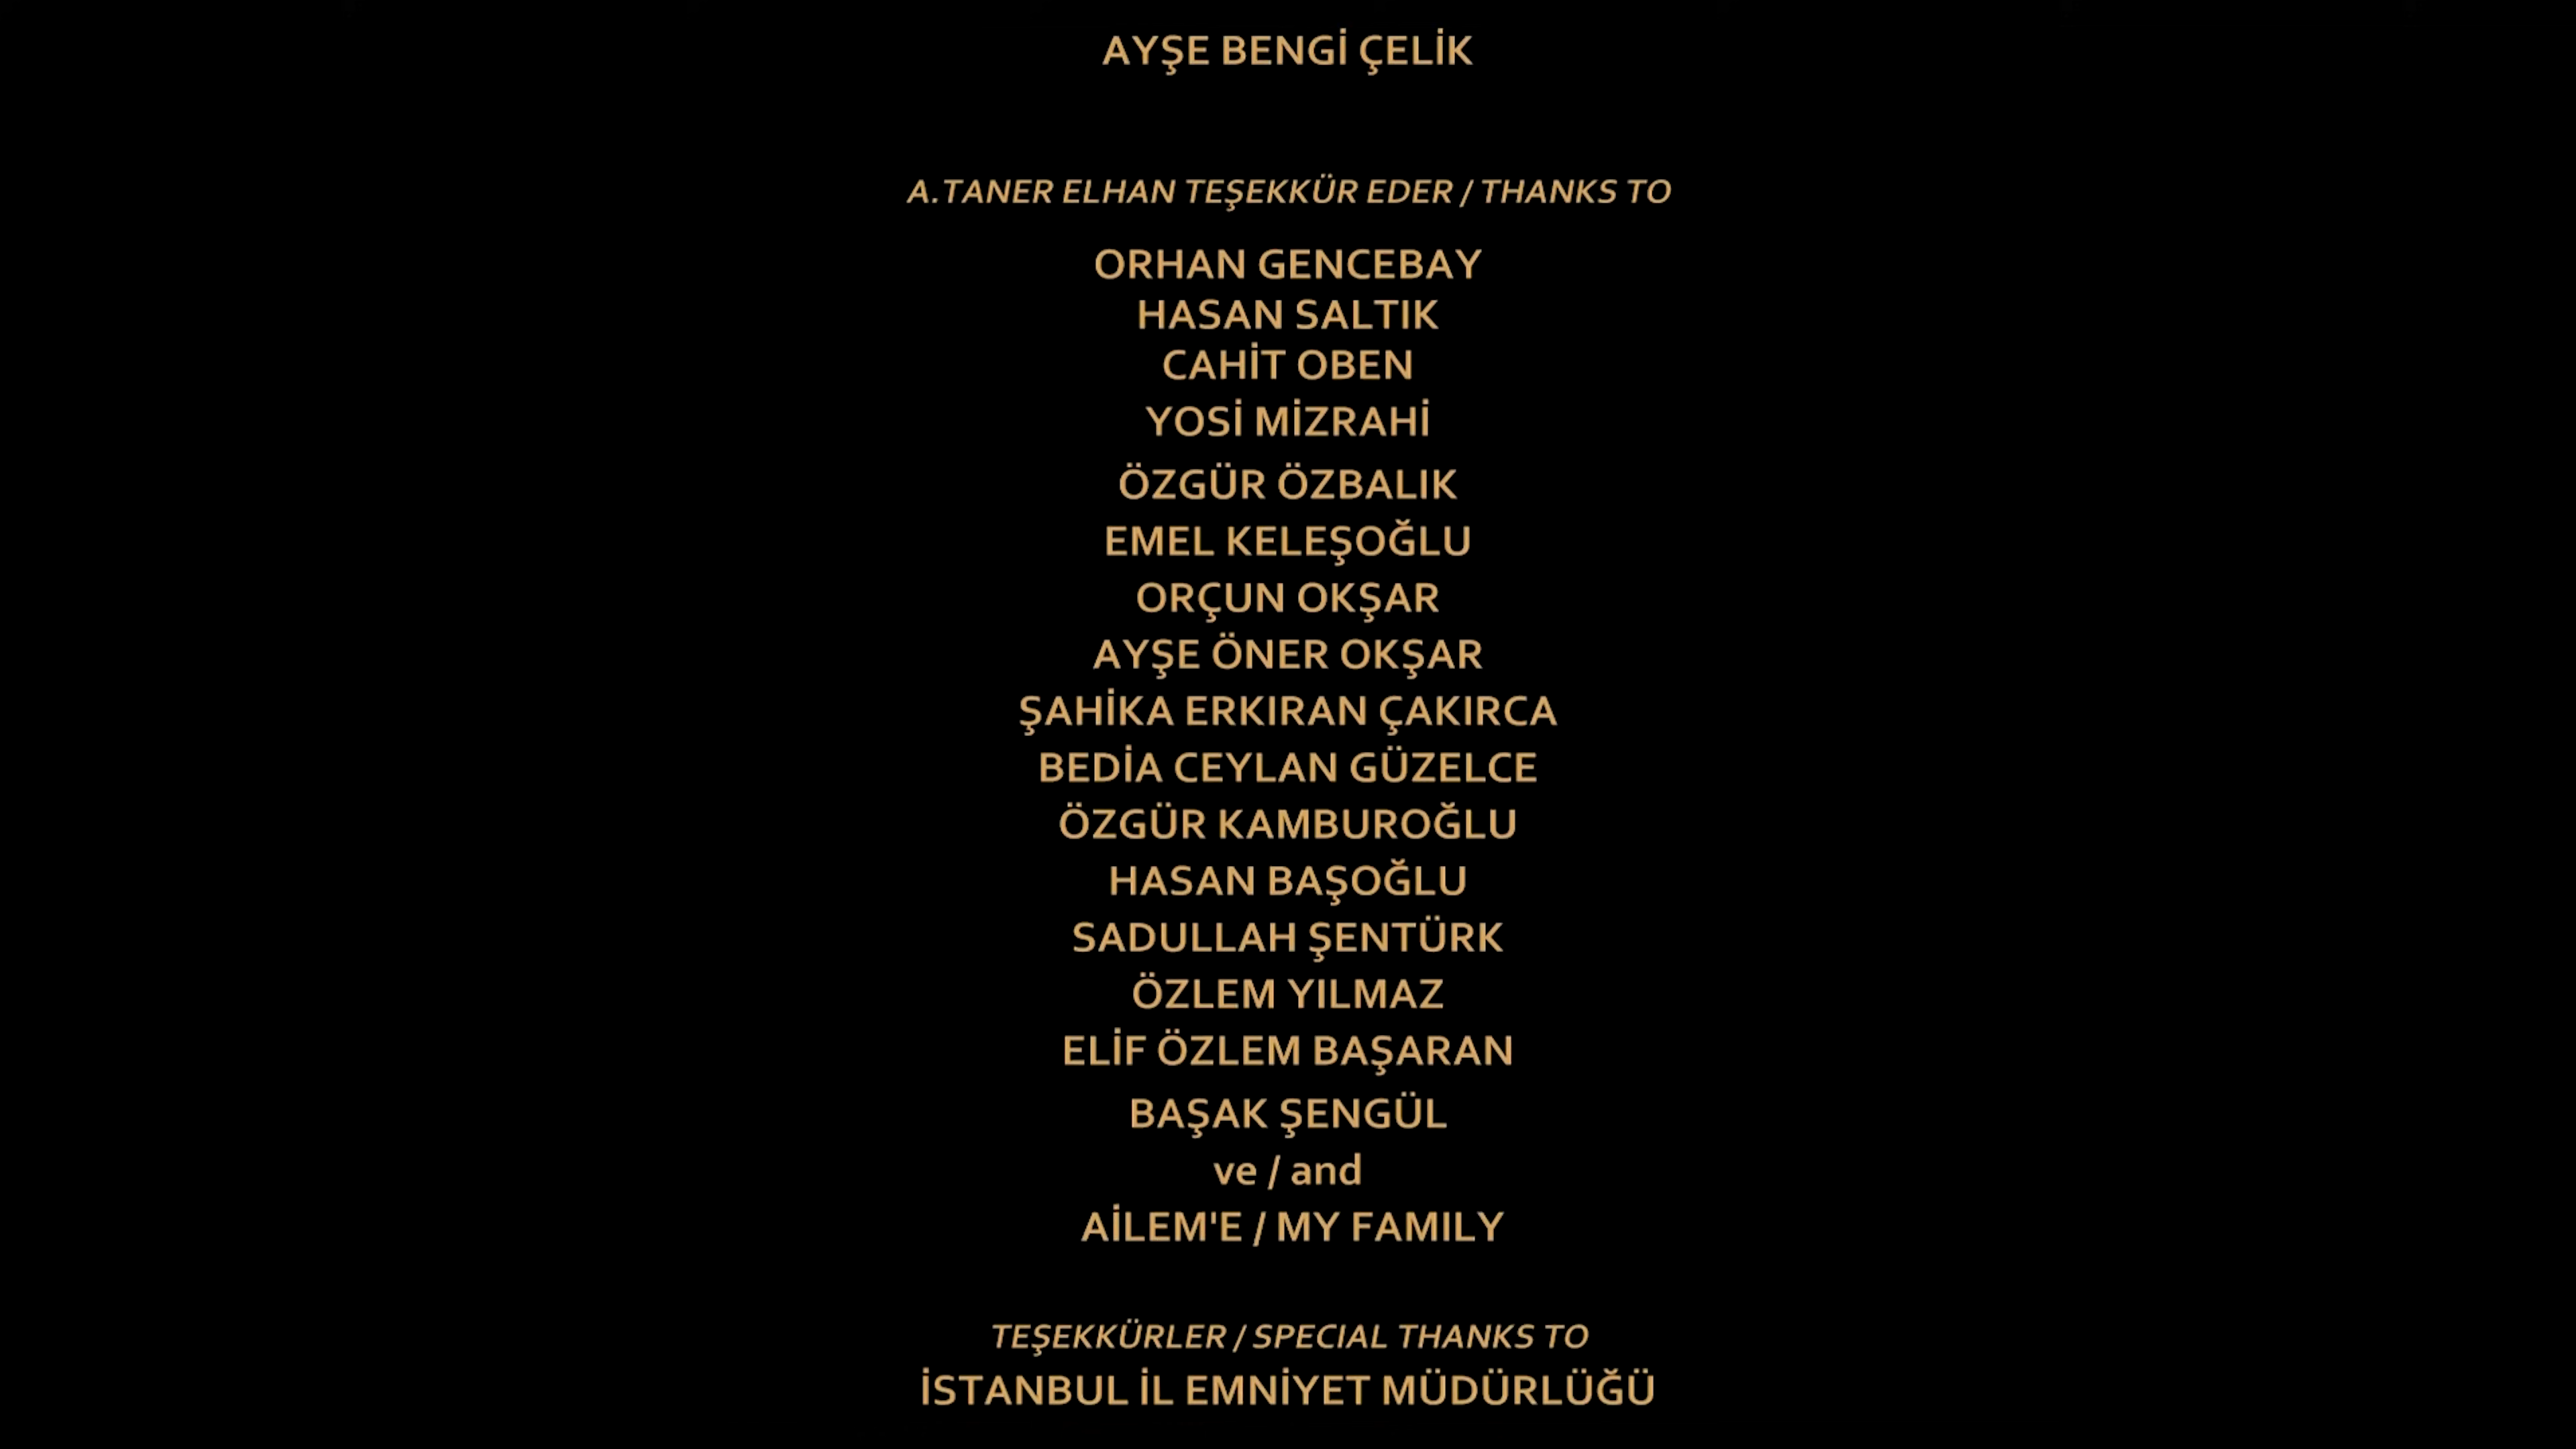 AYŞE BENGİ ÇELİK
A.TANER ELHAN TEŞEKKÜR EDER / THANKS TO
ORHAN GENCEBAY
HASAN SALTIK
CAHİT OBEN
YOSİ MİZRAHİ
ÖZGÜR ÖZBALIK
EMEL KELEŞOĞLU
ORÇUN OKŞAR
AYŞE ÖNER OKŞAR
ŞAHİKA ERKIRAN ÇAKIRCA
BEDİA CEYLAN GÜZELCE
ÖZGÜR KAMBUROĞLU
HASAN BAŞOĞLU
SADULLAH ŞENTÜRK
ÖZLEM YILMAZ
ELİF ÖZLEM BAŞARAN
BAŞAK ŞENGÜL
ve / and
AİLEM'E / MY FAMILY
TEŞEKKÜRLER / SPECIAL THANKS TO
İSTANBUL İL EMNİYET MÜDÜRLÜĞÜ